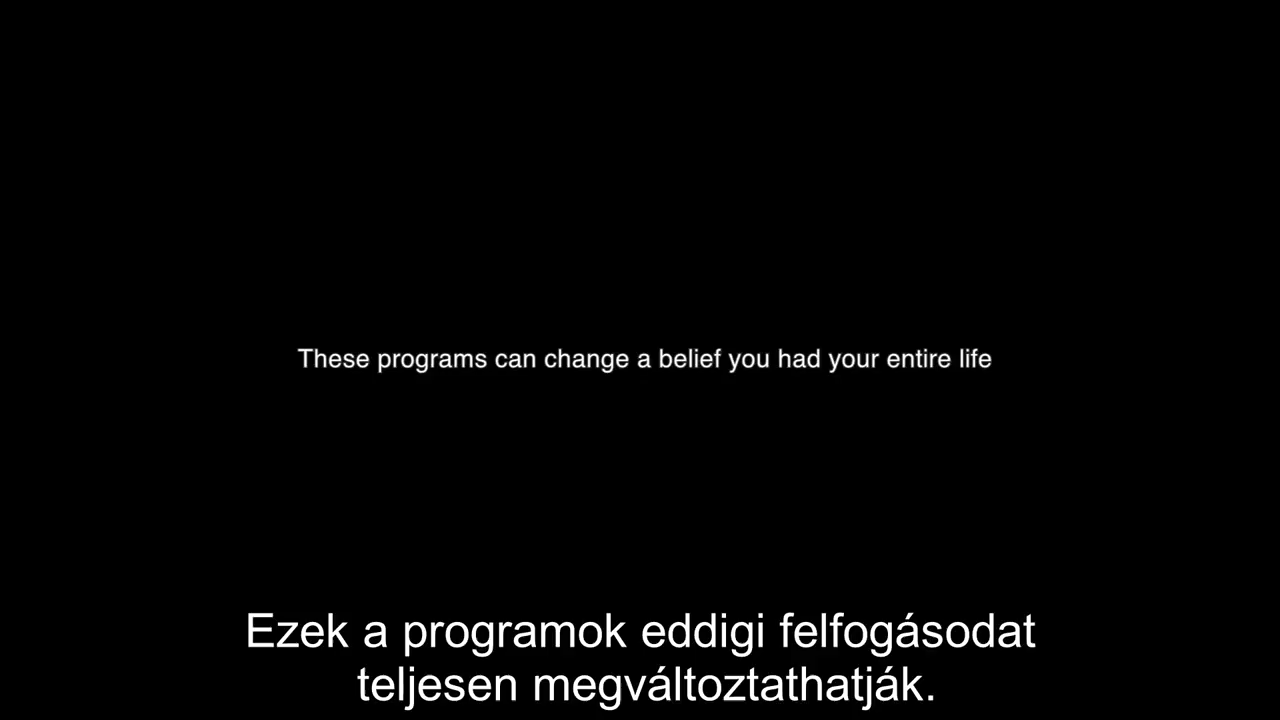 These programs can change a belief you had your entire life
Ezek a programok eddigi felfogásodat
teljesen megváltoztathatják.